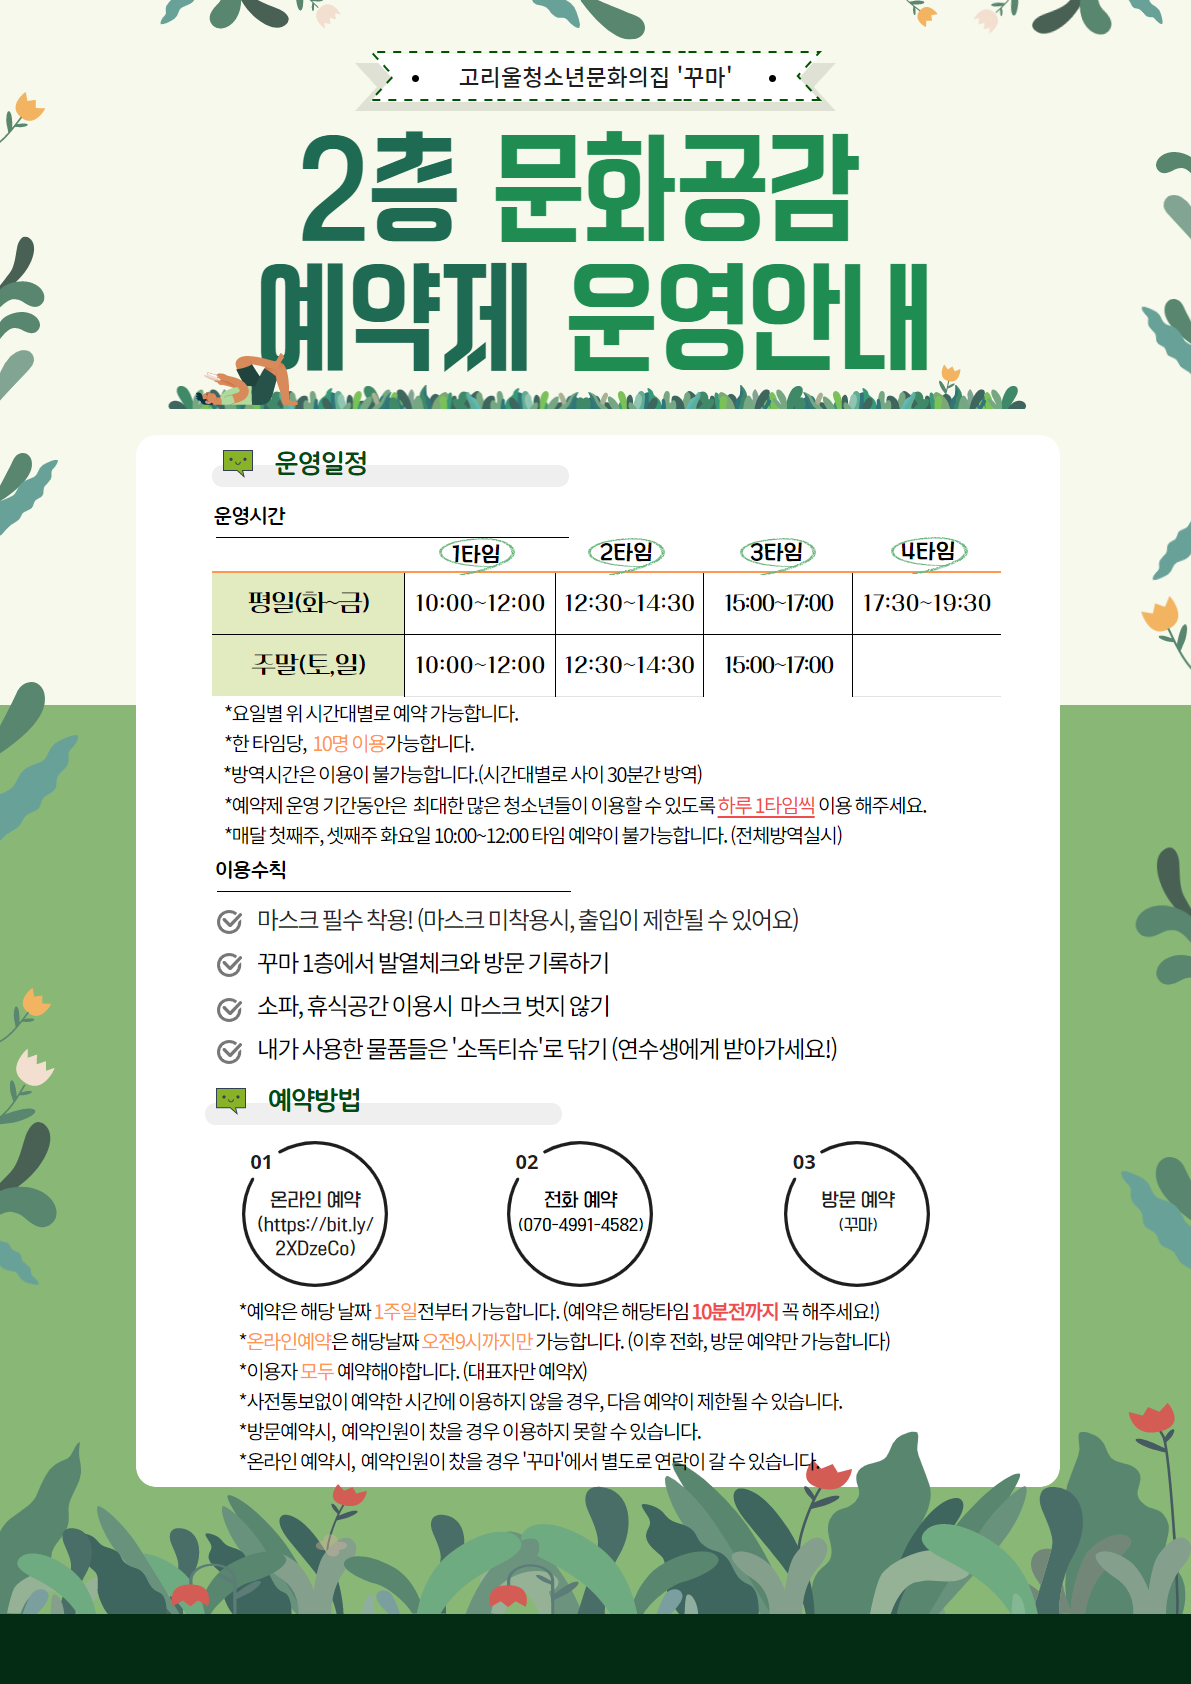 고리울청소년문화의집 '꾸마'
2층 문화공감
예약제 운영안내
운영일정
운영시간
1타임 2타임 3타임 4타임
평일(화~금) 10:00~12:00 12:30~14:30 15:00~17:00 17:30~19:30
주말(토,일) 10:00~12:00 12:30~14:30 15:00~17:00
*요일별 위 시간대별로 예약 가능합니다.
*한 타임당, 10명 이용가능합니다.
*방역시간은 이용이 불가능합니다.(시간대별로 사이 30분간 방역)
*예약제 운영 기간동안은 최대한 많은 청소년들이 이용할 수 있도록 하루 1타임씩 이용 해주세요.
*매달 첫째주, 셋째주 화요일 10:00~12:00 타임 예약이 불가능합니다. (전체방역실시)
이용수칙
마스크 필수 착용! (마스크 미착용시, 출입이 제한될 수 있어요)
꾸마 1층에서 발열체크와 방문 기록하기
소파, 휴식공간 이용시 마스크 벗지 않기
내가 사용한 물품들은 '소독티슈'로 닦기 (연수생에게 받아가세요!)
예약방법
01
온라인 예약
(https://bit.ly/
2XDzeCo)
02
전화 예약
(070-4991-4582)
03
방문 예약
(꾸마)
*예약은 해당 날짜 1주일전부터 가능합니다. (예약은 해당타임 10분전까지 꼭 해주세요!)
*온라인예약은 해당날짜 오전9시까지만 가능합니다. (이후 전화, 방문 예약만 가능합니다)
*이용자 모두 예약해야합니다. (대표자만 예약X)
*사전통보없이 예약한 시간에 이용하지 않을 경우, 다음 예약이 제한될 수 있습니다.
*방문예약시, 예약인원이 찼을 경우 이용하지 못할 수 있습니다.
*온라인 예약시, 예약인원이 찼을 경우 '꾸마'에서 별도로 연락이 갈 수 있습니다.